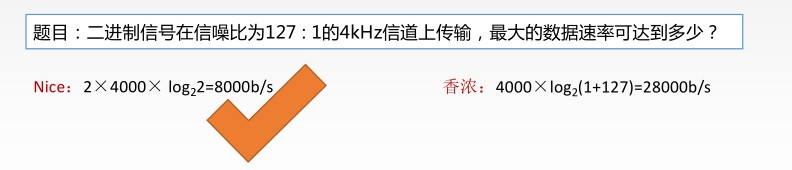 题目：二进制信号在信噪比为127：1的4kHz信道上传输，最大的数据速率可达到多少？
Nice：2×4000× log₂2=8000b/s
香浓：4000×log₂(1+127)=28000b/s